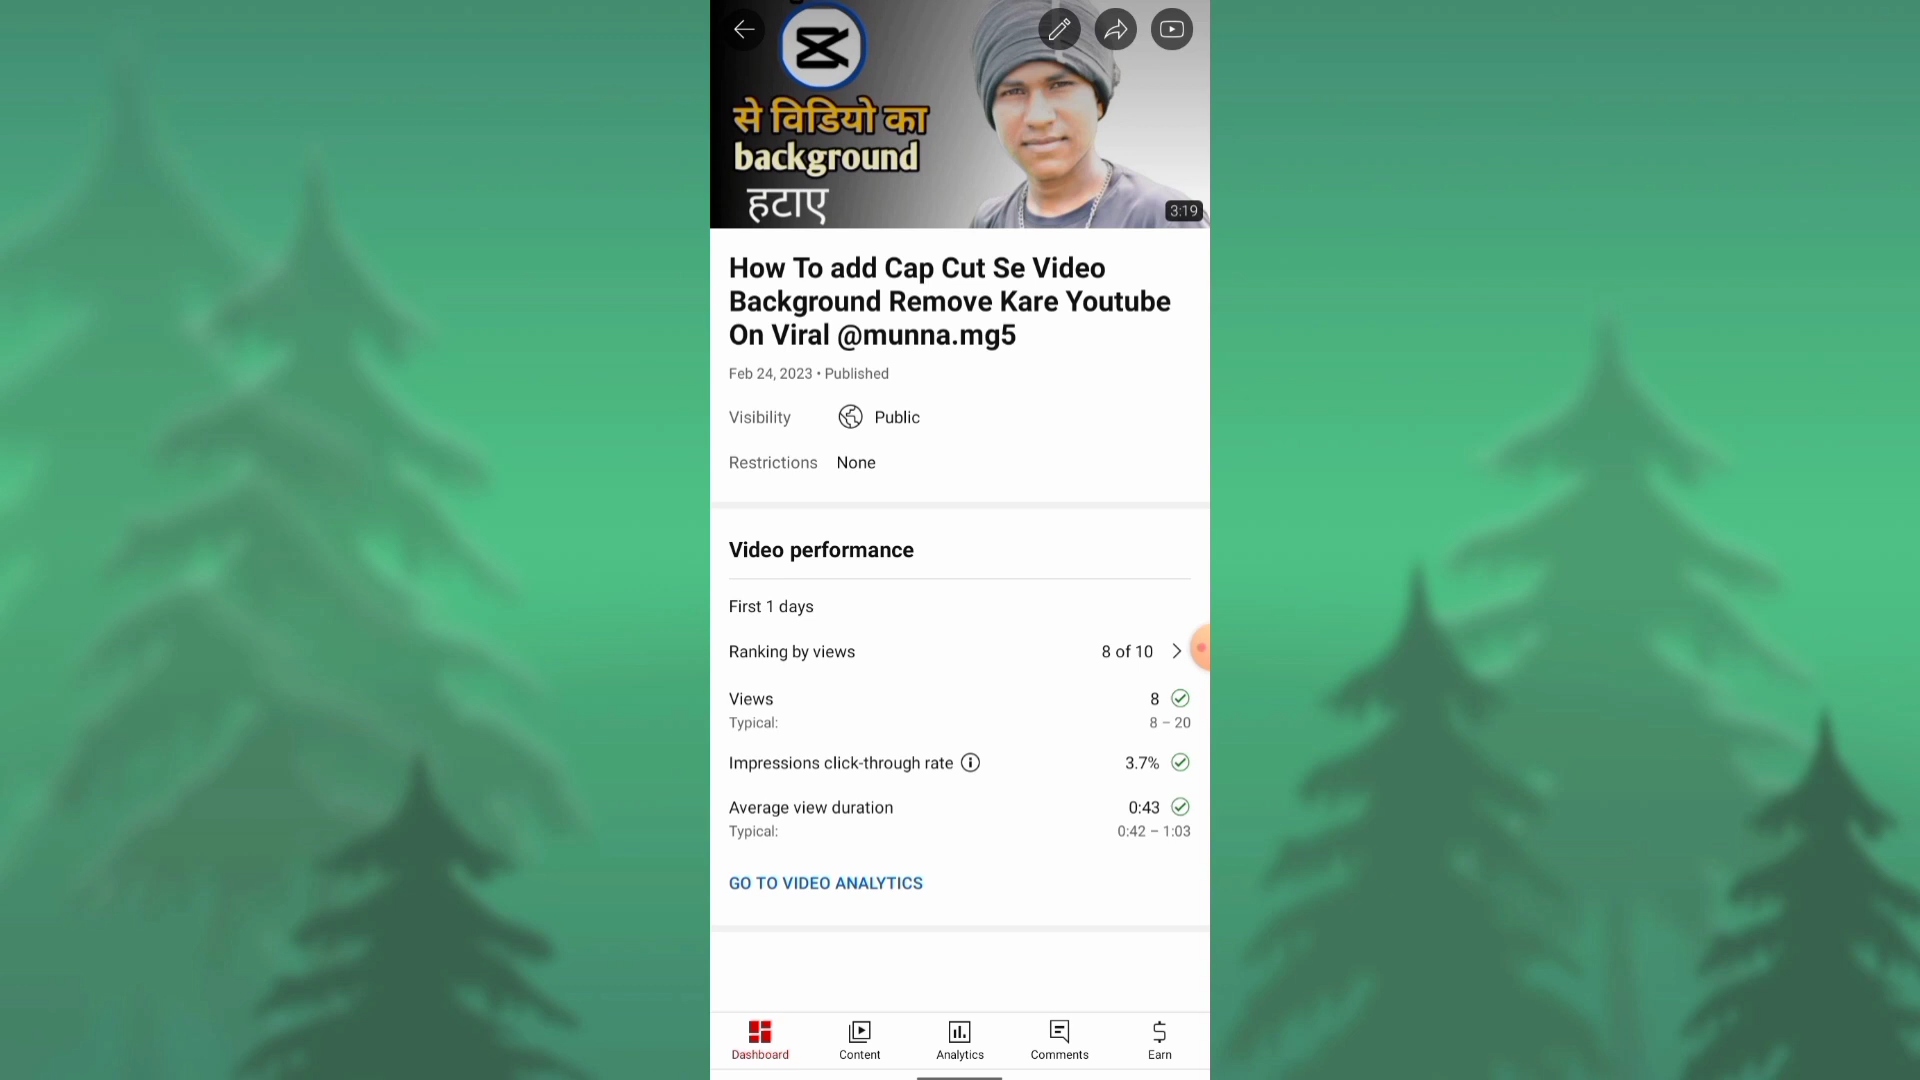 से विडियो का
background
हटाए
3:19
How To add Cap Cut Se Video
Background Remove Kare Youtube
On Viral @munna.mg5
Feb 24, 2023 • Published
Visibility Public
Restrictions None
Video performance
First 1 days
Ranking by views 8 of 10
Views 8
Typical: 8 – 20
Impressions click-through rate 3.7%
Average view duration 0:43
Typical: 0:42 – 1:03
GO TO VIDEO ANALYTICS
Dashboard Content Analytics Comments Earn